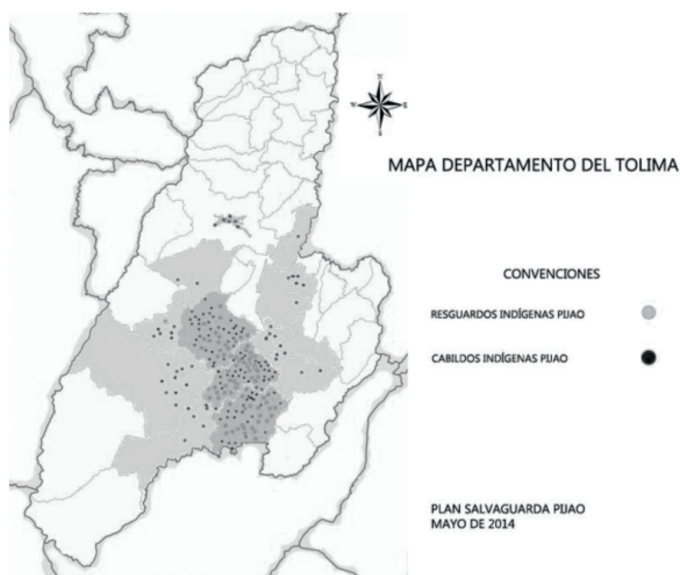 N
W
E
S
MAPA DEPARTAMENTO DEL TOLIMA
CONVENCIONES
RESGUARDOS INDÍGENAS PIJAO
CABILDOS INDÍGENAS PIJAO
PLAN SALVAGUARDA PIJAO
MAYO DE 2014